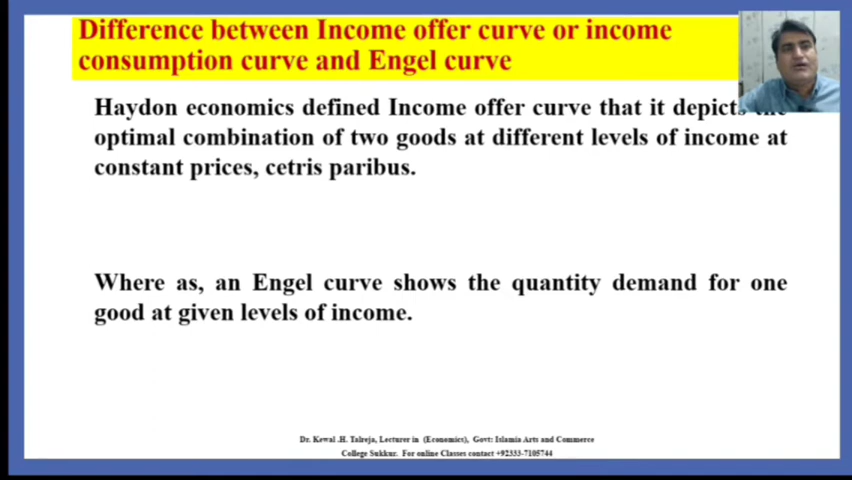 Difference between Income offer curve or income
consumption curve and Engel curve
Haydon economics defined Income offer curve that it depicts the
optimal combination of two goods at different levels of income at
constant prices, cetris paribus.
Where as, an Engel curve shows the quantity demand for one
good at given levels of income.
Dr. Kewal .H. Talreja, Lecturer in (Economics), Govt: Islamia Arts and Commerce
College Sukkur. For online Classes contact +92333-7105744